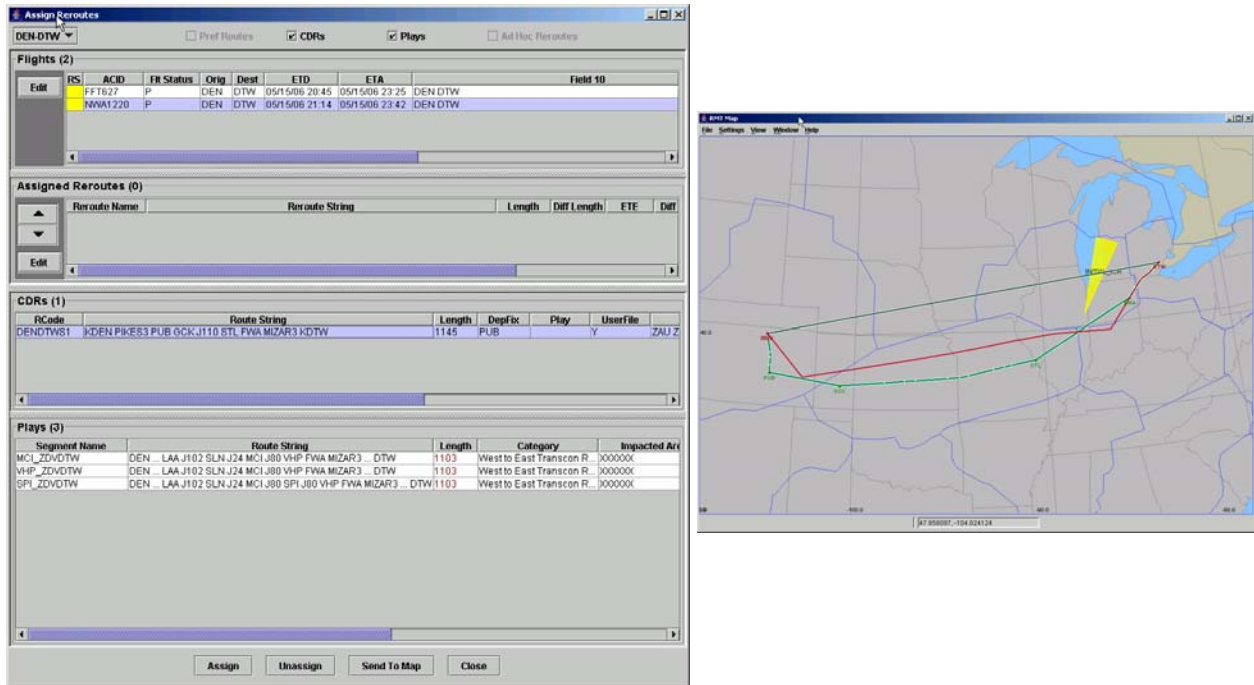 Assign Reroutes
DEN-DTW Pref Routes CDRs Plays Ad Hoc Reroutes
Flights (2)
Edit
RS ACID Flt Status Orig Dest ETD ETA Field 10
FFT627 P DEN DTW 05/15/06 20:45 05/15/06 23:25 DEN DTW
NWA1220 P DEN DTW 05/15/06 21:14 05/15/06 23:42 DEN DTW
Assigned Reroutes (0)
Reroute Name Reroute String Length Diff Length ETE Diff
Edit
CDRs (1)
RCode Route String Length DepFix Play UserFile
DENDTWS1 KDEN PIKES3 PUB GCK J110 STL FWA MIZAR3 KDTW 1145 PUB Y ZAU Z
Plays (3)
Segment Name Route String Length Category Impacted Are
MCI_ZDVDTW DEN ... LAA J102 SLN J24 MCI J80 VHP FWA MIZAR3 ... DTW 1103 West to East Transcon R...
VHP_ZDVDTW DEN ... LAA J102 SLN J24 MCI J80 VHP FWA MIZAR3 ... DTW 1103 West to East Transcon R...
SPI_ZDVDTW DEN ... LAA J102 SLN J24 MCI J80 SPI J80 VHP FWA MIZAR3 ... DTW 1103 West to East Transcon R...
Assign Unassign Send To Map Close
RMT Map
File Settings View Window Help
PUB
GCK
STL